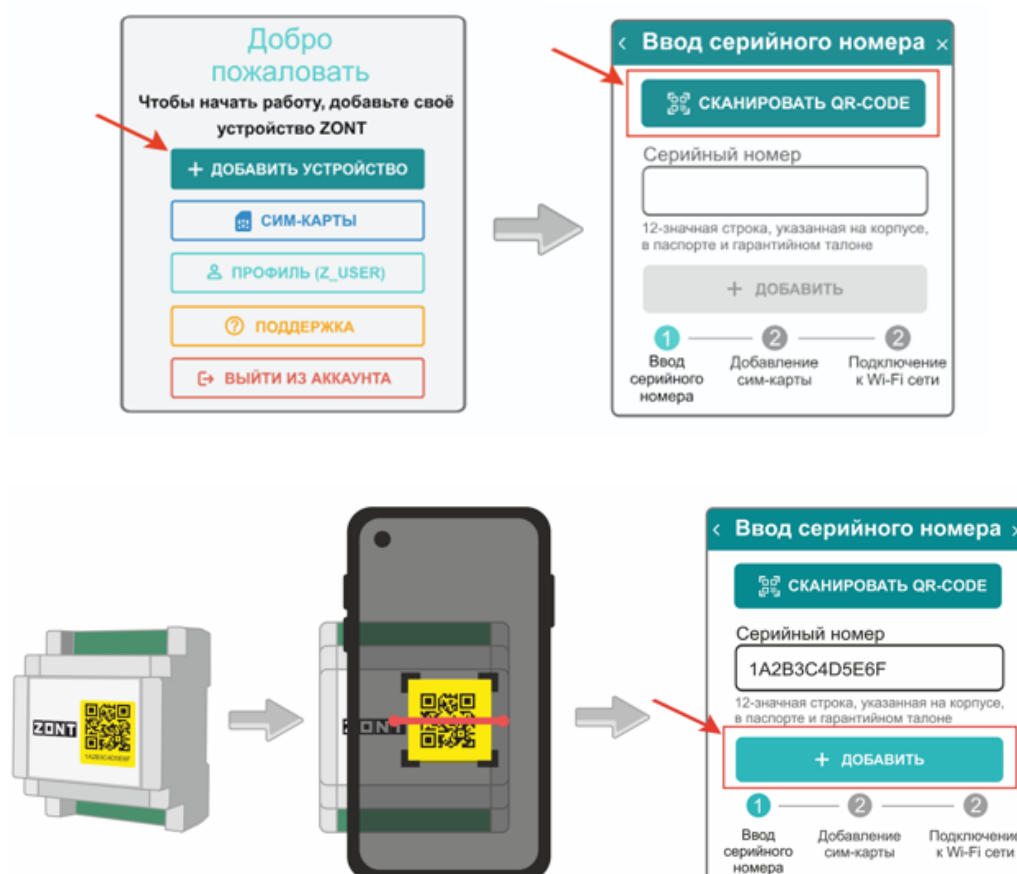 Добро
пожаловать
Чтобы начать работу, добавьте своё
устройство ZONT
+ ДОБАВИТЬ УСТРОЙСТВО
СИМ-КАРТЫ
ПРОФИЛЬ (Z_USER)
ПОДДЕРЖКА
ВЫЙТИ ИЗ АККАУНТА
< Ввод серийного номера ×
СКАНИРОВАТЬ QR-CODE
Серийный номер
12-значная строка, указанная на корпусе,
в паспорте и гарантийном талоне
+ ДОБАВИТЬ
1 2 2
Ввод
серийного
номера
Добавление
сим-карты
Подключение
к Wi-Fi сети
ZONT
1A2B3C4D5E6F
ZONT
< Ввод серийного номера ×
СКАНИРОВАТЬ QR-CODE
Серийный номер
1A2B3C4D5E6F
12-значная строка, указанная на корпусе,
в паспорте и гарантийном талоне
+ ДОБАВИТЬ
1 2 2
Ввод
серийного
номера
Добавление
сим-карты
Подключение
к Wi-Fi сети